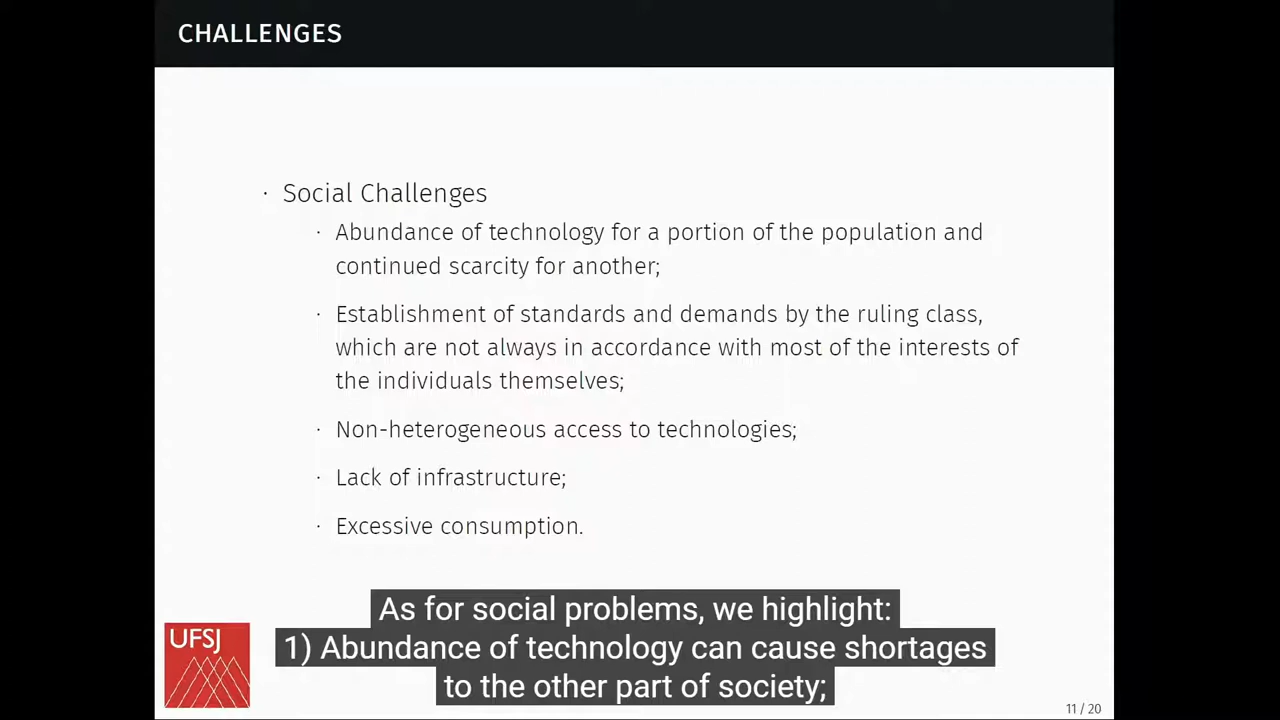 CHALLENGES
· Social Challenges
· Abundance of technology for a portion of the population and
continued scarcity for another;
· Establishment of standards and demands by the ruling class,
which are not always in accordance with most of the interests of
the individuals themselves;
· Non-heterogeneous access to technologies;
· Lack of infrastructure;
· Excessive consumption.
As for social problems, we highlight:
1) Abundance of technology can cause shortages
to the other part of society;
UFSJ
11 / 20